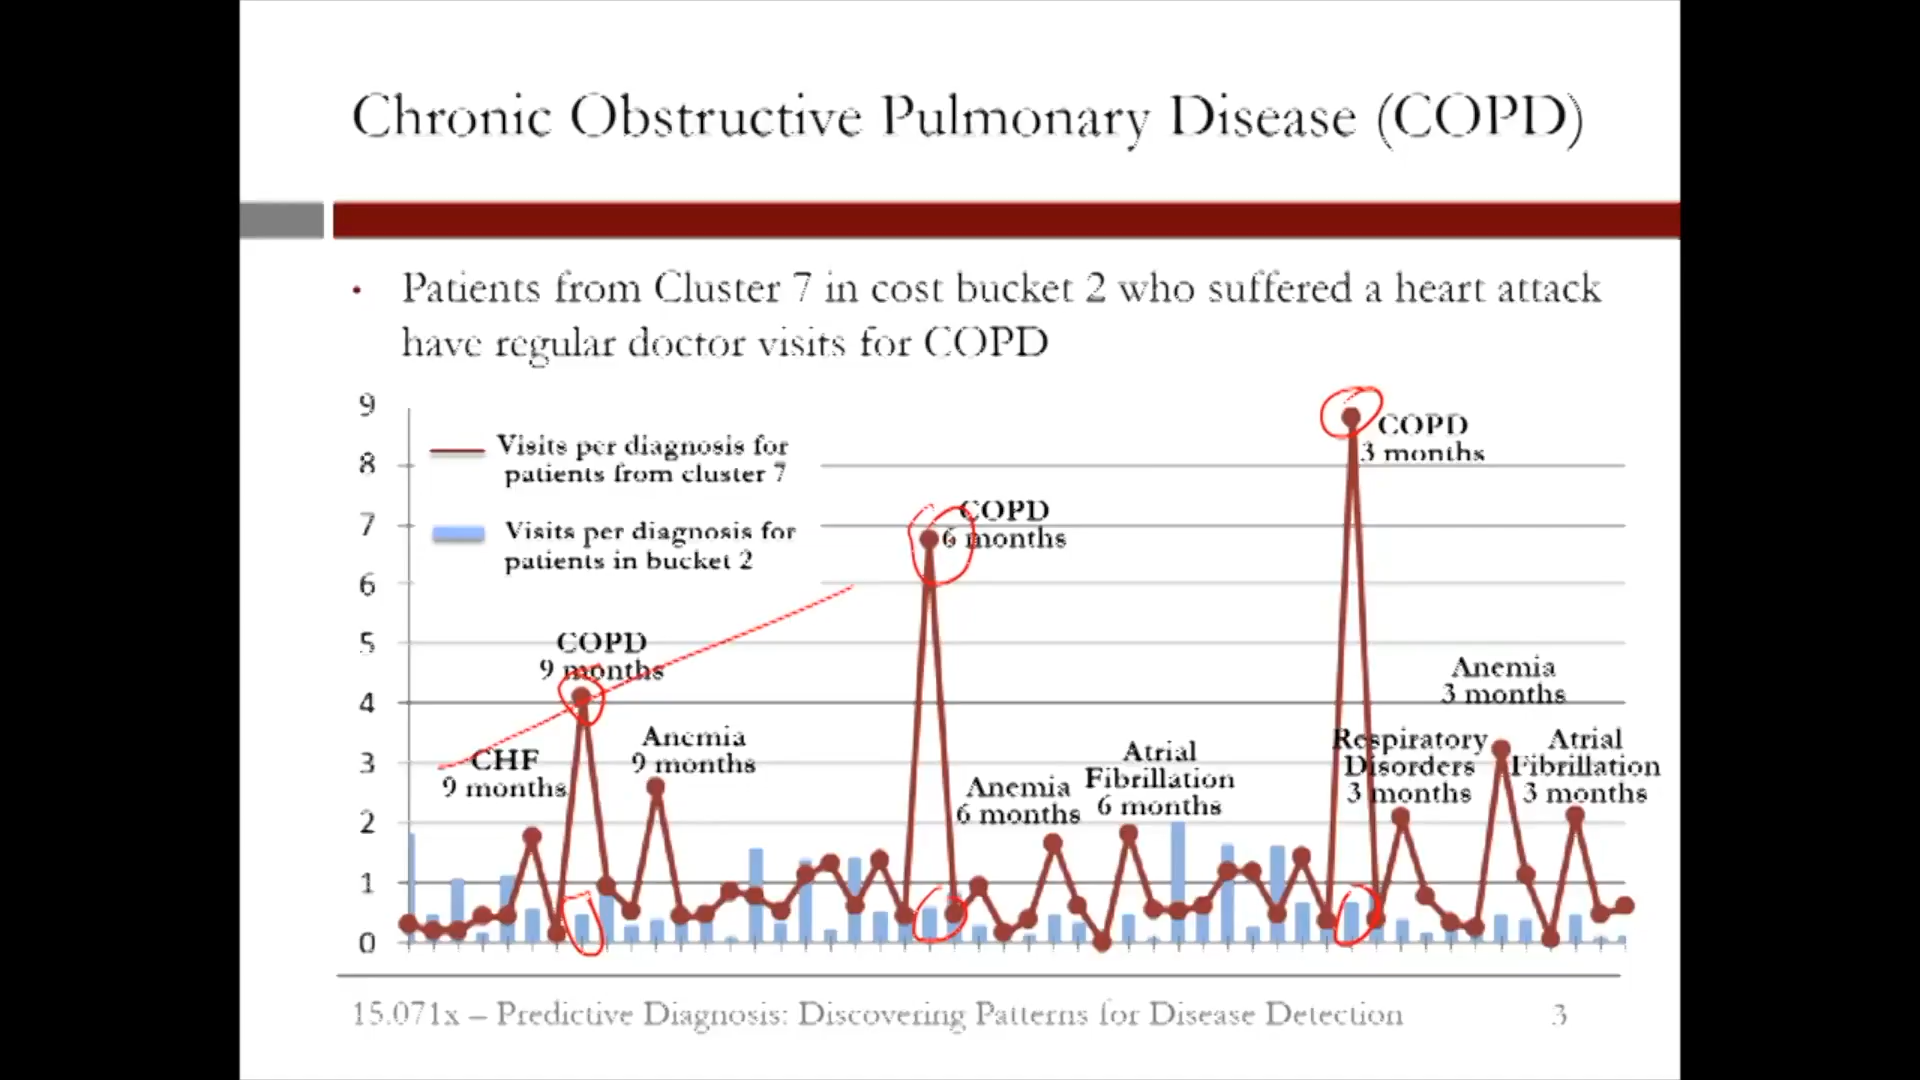 Chronic Obstructive Pulmonary Disease (COPD)
• Patients from Cluster 7 in cost bucket 2 who suffered a heart attack
have regular doctor visits for COPD
9
8
7
6
5
4
3
2
1
0
Visits per diagnosis for
patients from cluster 7
Visits per diagnosis for
patients in bucket 2
CHF
9 months
COPD
9 months
Anemia
9 months
COPD
6 months
Anemia
6 months
Atrial
Fibrillation
6 months
COPD
3 months
Respiratory
Disorders
3 months
Anemia
3 months
Atrial
Fibrillation
3 months
15.071x – Predictive Diagnosis: Discovering Patterns for Disease Detection
3